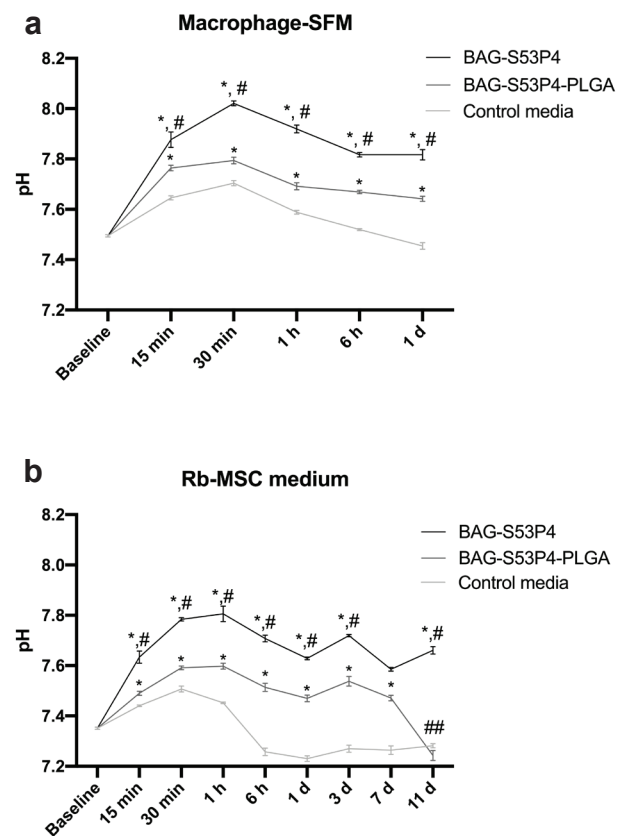 a
Macrophage-SFM
BAG-S53P4
BAG-S53P4-PLGA
Control media
pH
8.2
8.0
7.8
7.6
7.4
7.2
*, #
*, #
*, #
*, #
*, #
*
*
*
*
*
Baseline
15 min
30 min
1 h
6 h
1 d
b
Rb-MSC medium
BAG-S53P4
BAG-S53P4-PLGA
Control media
pH
8.2
8.0
7.8
7.6
7.4
7.2
*,#
*,#
*,#
*,#
*,#
*,#
*,#
*
*
*
*
*
*
*
##
Baseline
15 min
30 min
1 h
6 h
1 d
3 d
7 d
11 d